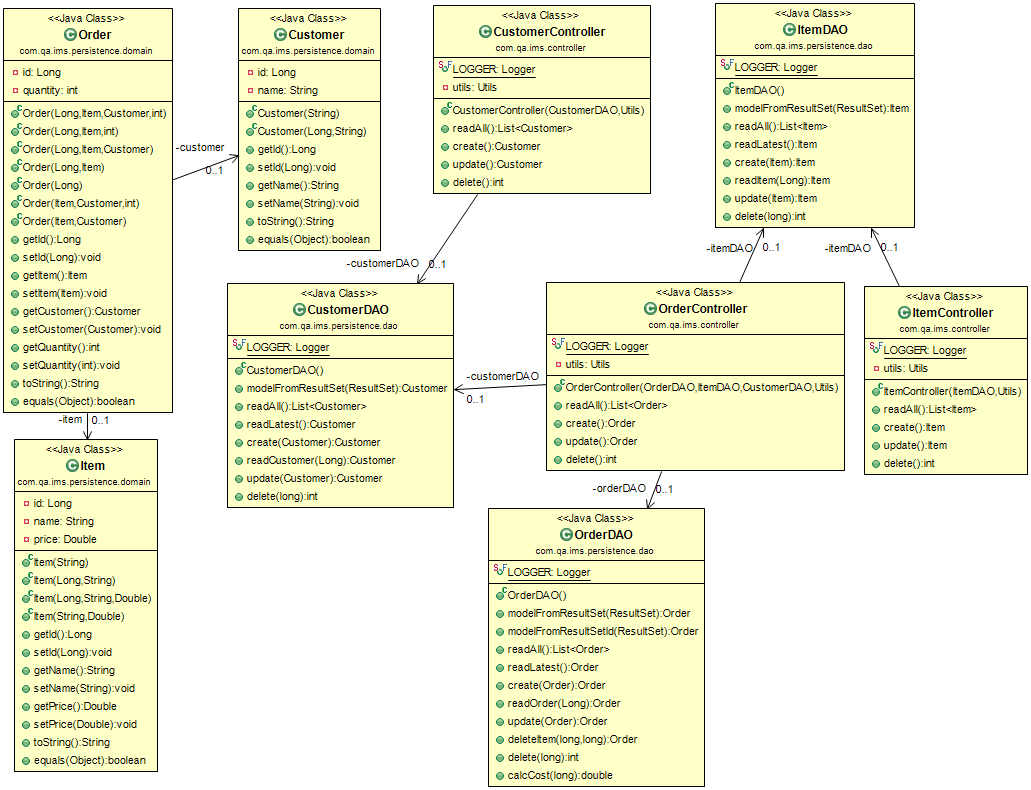 <<Java Class>>
Order
com.qa.ims.persistence.domain
id: Long
quantity: int
Order(Long,Item,Customer,int)
Order(Long,Item,int)
Order(Long,Item,Customer)
Order(Long,Item)
Order(Long)
Order(Item,Customer,int)
Order(Item,Customer)
getId():Long
setId(Long):void
getItem():Item
setItem(Item):void
getCustomer():Customer
setCustomer(Customer):void
getQuantity():int
setQuantity(int):void
toString():String
equals(Object):boolean
-customer
0..1
<<Java Class>>
Customer
com.qa.ims.persistence.domain
id: Long
name: String
Customer(String)
Customer(Long,String)
getId():Long
setId(Long):void
getName():String
setName(String):void
toString():String
equals(Object):boolean
<<Java Class>>
CustomerController
com.qa.ims.controller
LOGGER: Logger
utils: Utils
CustomerController(CustomerDAO,Utils)
readAll():List<Customer>
create():Customer
update():Customer
delete():int
<<Java Class>>
ItemDAO
com.qa.ims.persistence.dao
LOGGER: Logger
ItemDAO()
modelFromResultSet(ResultSet):Item
readAll():List<Item>
readLatest():Item
create(Item):Item
readItem(Long):Item
update(Item):Item
delete(long):int
-customerDAO
0..1
-itemDAO
0..1
-itemDAO
0..1
<<Java Class>>
CustomerDAO
com.qa.ims.persistence.dao
LOGGER: Logger
CustomerDAO()
modelFromResultSet(ResultSet):Customer
readAll():List<Customer>
readLatest():Customer
create(Customer):Customer
readCustomer(Long):Customer
update(Customer):Customer
delete(long):int
-customerDAO
0..1
<<Java Class>>
OrderController
com.qa.ims.controller
LOGGER: Logger
utils: Utils
OrderController(OrderDAO,ItemDAO,CustomerDAO,Utils)
readAll():List<Order>
create():Order
update():Order
delete():int
<<Java Class>>
ItemController
com.qa.ims.controller
LOGGER: Logger
utils: Utils
ItemController(ItemDAO,Utils)
readAll():List<Item>
create():Item
update():Item
delete():int
-item
0..1
<<Java Class>>
Item
com.qa.ims.persistence.domain
id: Long
name: String
price: Double
Item(String)
Item(Long,String)
Item(Long,String,Double)
Item(String,Double)
getId():Long
setId(Long):void
getName():String
setName(String):void
getPrice():Double
setPrice(Double):void
toString():String
equals(Object):boolean
-orderDAO
0..1
<<Java Class>>
OrderDAO
com.qa.ims.persistence.dao
LOGGER: Logger
OrderDAO()
modelFromResultSet(ResultSet):Order
modelFromResultSetId(ResultSet):Order
readAll():List<Order>
readLatest():Order
create(Order):Order
readOrder(Long):Order
update(Order):Order
deleteItem(long,long):Order
delete(long):int
calcCost(long):double